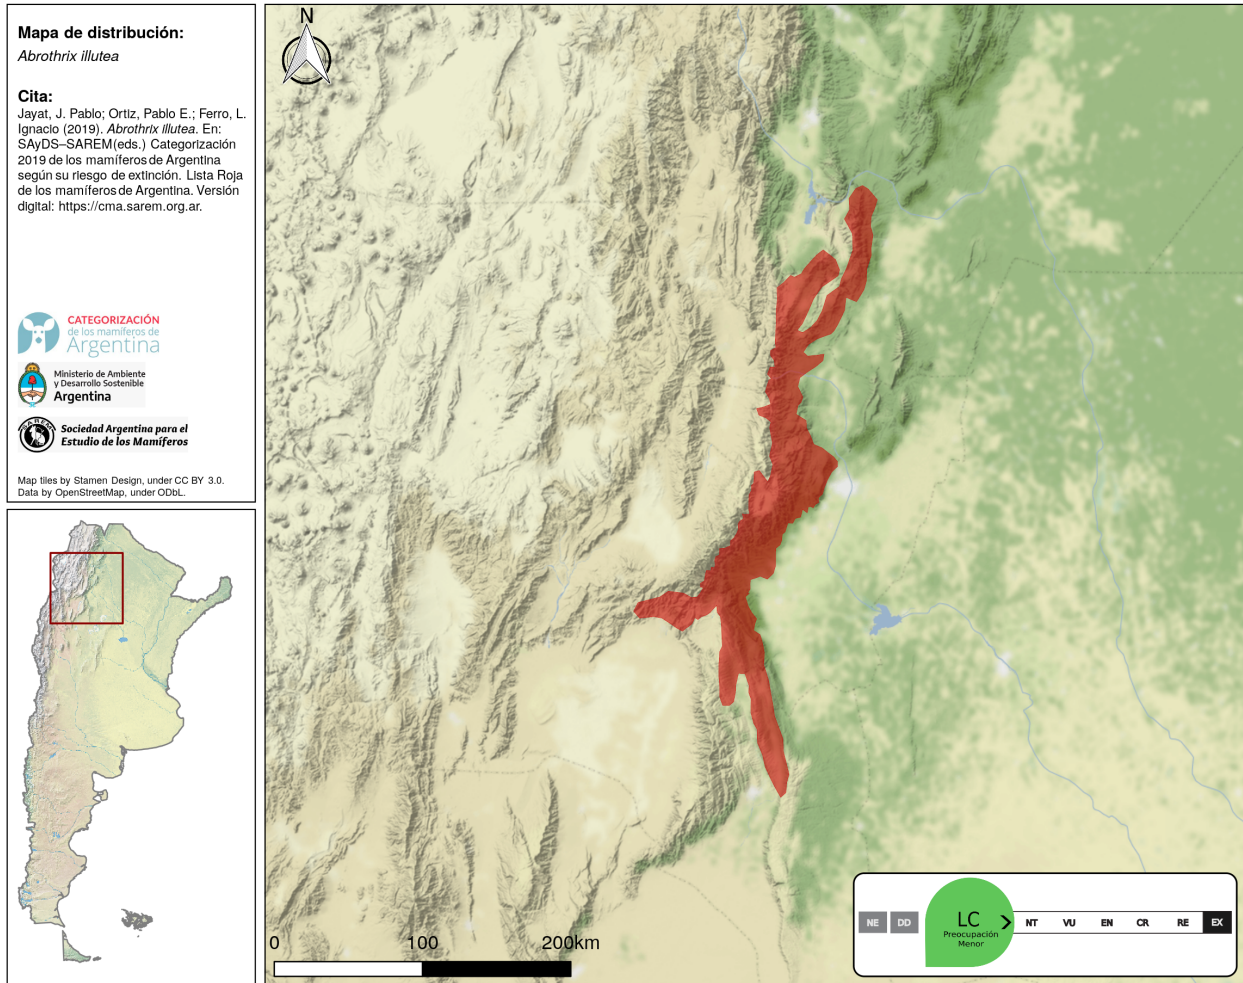 Mapa de distribución:
Abrothrix illutea
Cita:
Jayat, J. Pablo; Ortiz, Pablo E.; Ferro, L.
Ignacio (2019). Abrothrix illutea. En:
SAyDS–SAREM(eds.) Categorización
2019 de los mamíferos de Argentina
según su riesgo de extinción. Lista Roja
de los mamíferos de Argentina. Versión
digital: https://cma.sarem.org.ar.
CATEGORIZACIÓN
de los mamíferos de
Argentina
Ministerio de Ambiente
y Desarrollo Sostenible
Argentina
SAREM
Sociedad Argentina para el
Estudio de los Mamíferos
Map tiles by Stamen Design, under CC BY 3.0.
Data by OpenStreetMap, under ODbL.
N
0 100 200km
NE DD LC NT VU EN CR RE EX
Preocupación
Menor